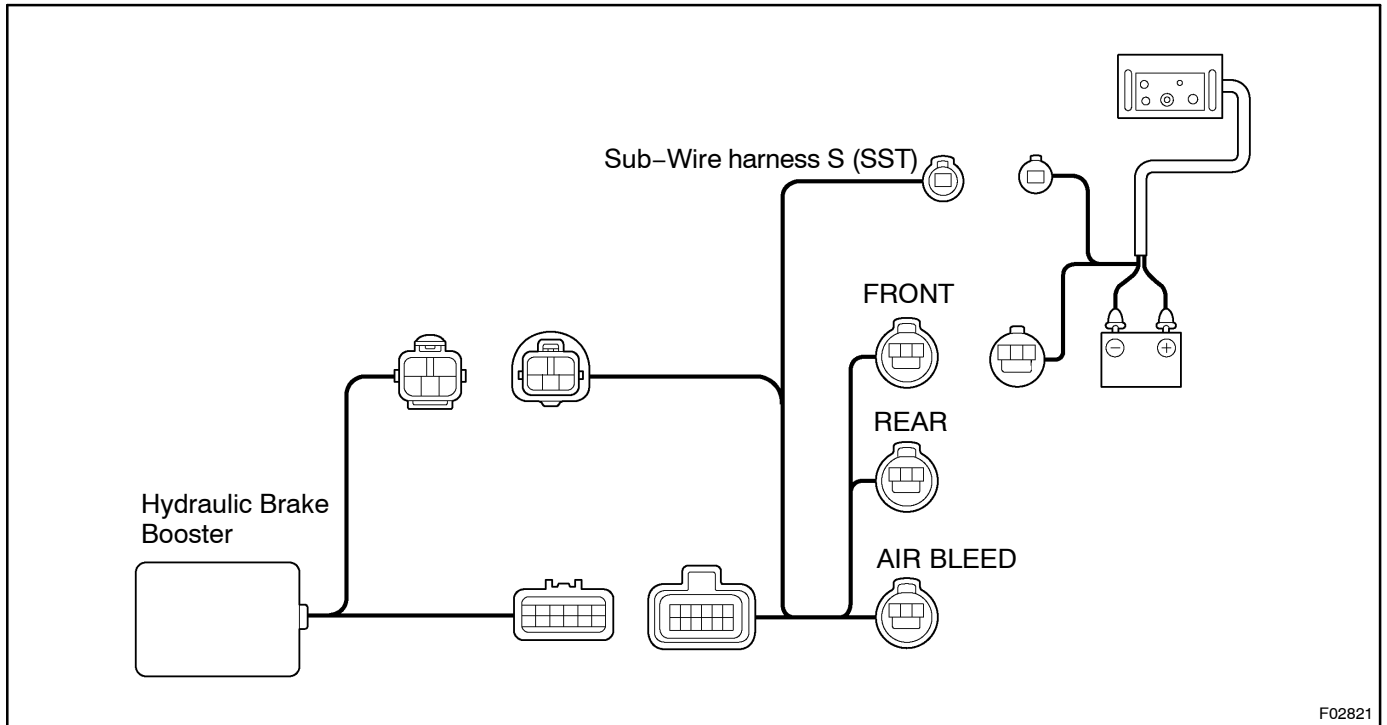 Sub−Wire harness S (SST)
FRONT
− +
REAR
Hydraulic Brake
Booster
AIR BLEED
F02821